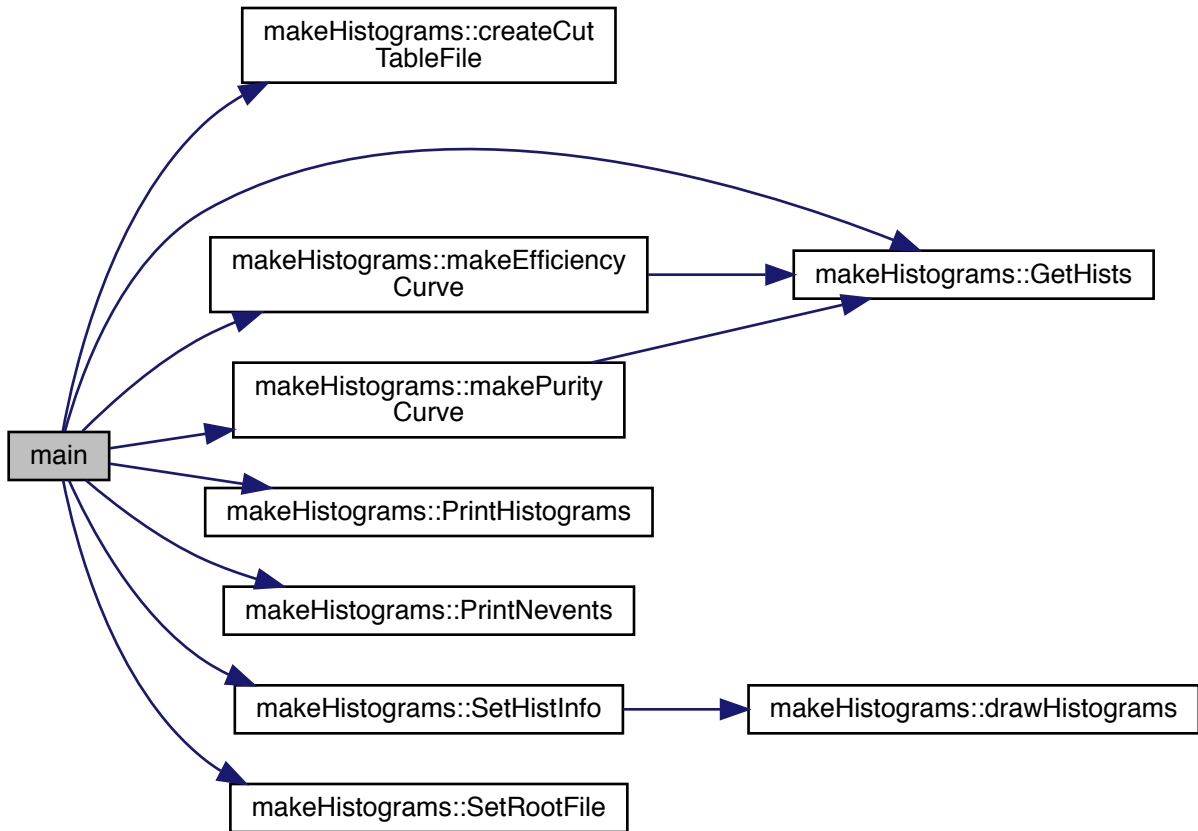 makeHistograms::createCut
TableFile
makeHistograms::makeEfficiency
Curve
makeHistograms::GetHists
makeHistograms::makePurity
Curve
main
makeHistograms::PrintHistograms
makeHistograms::PrintNevents
makeHistograms::SetHistInfo
makeHistograms::drawHistograms
makeHistograms::SetRootFile